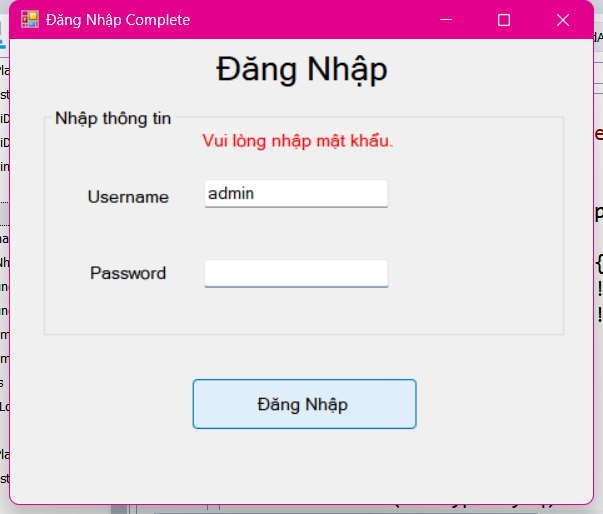 Đăng Nhập Complete
Đăng Nhập
Nhập thông tin
Vui lòng nhập mật khẩu.
Username
admin
Password
Đăng Nhập